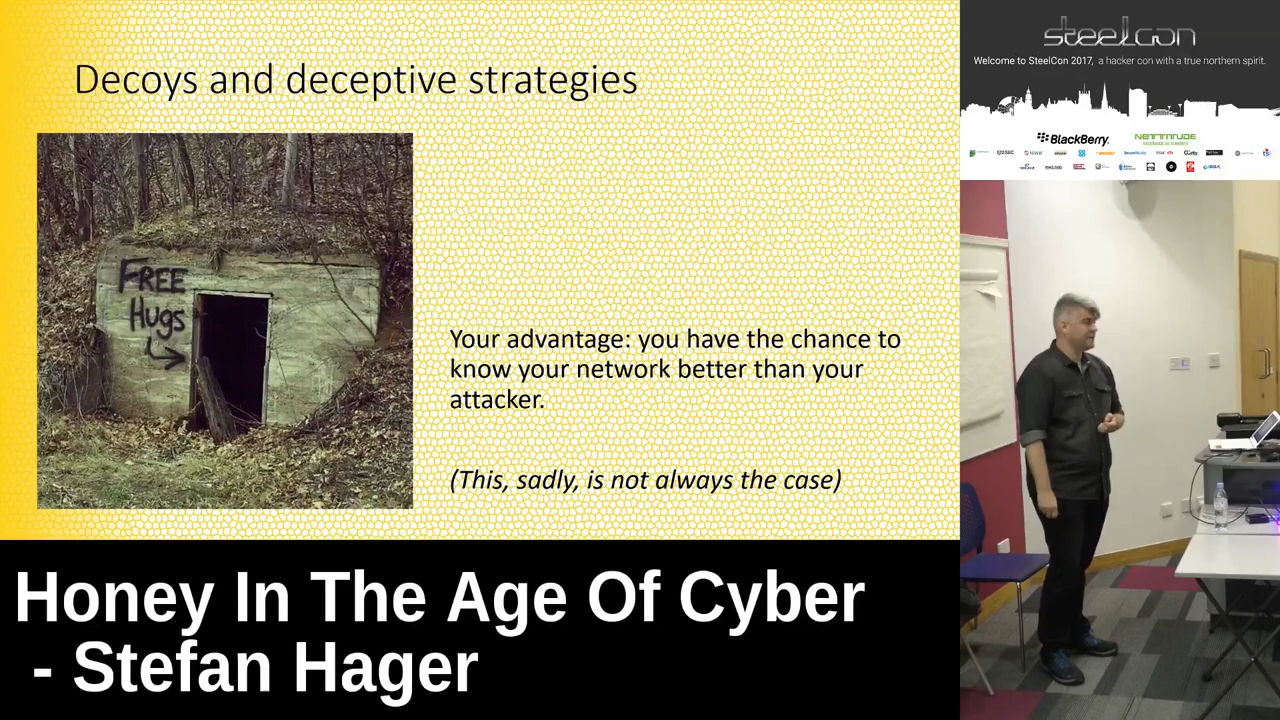 Decoys and deceptive strategies
FREE
Hugs
Your advantage: you have the chance to
know your network better than your
attacker.
(This, sadly, is not always the case)
steelcon
Welcome to SteelCon 2017, a hacker con with a true northern spirit.
BlackBerry
NETTITUDE
Honey In The Age Of Cyber
- Stefan Hager